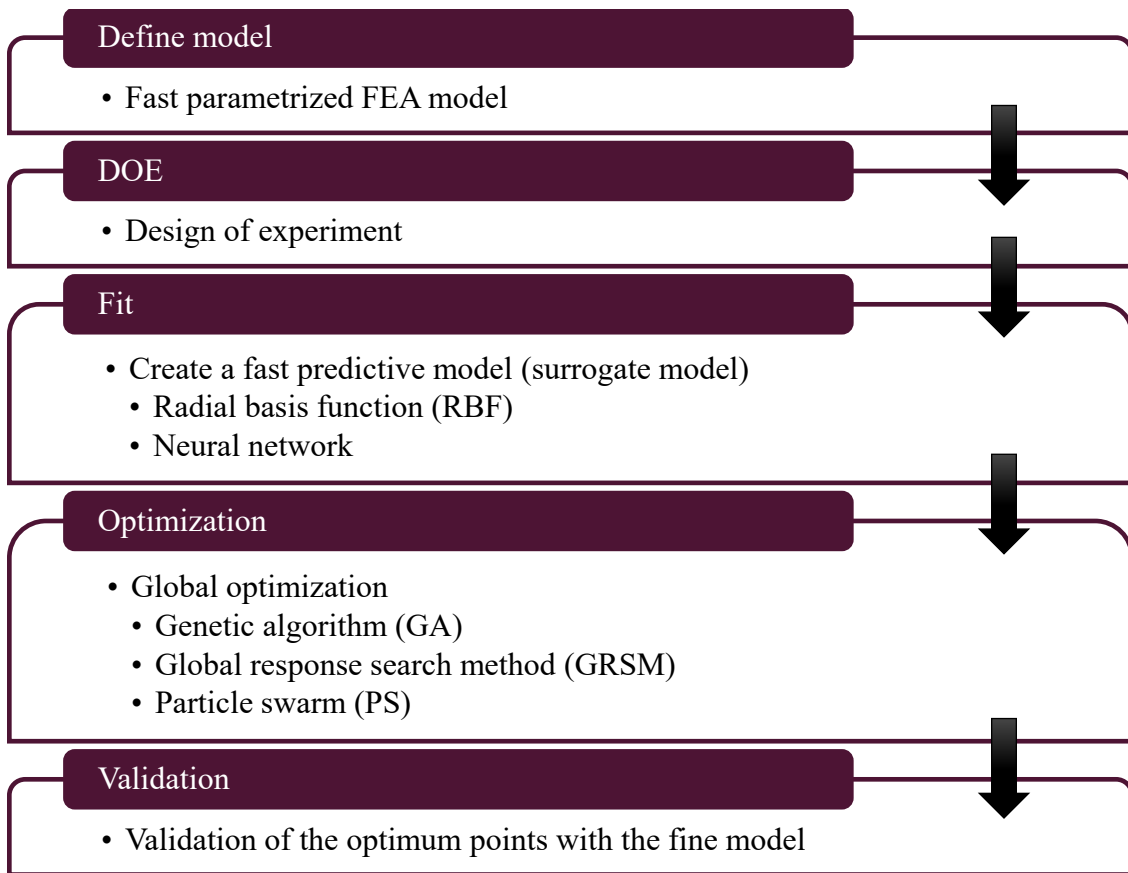 Define model
• Fast parametrized FEA model
DOE
• Design of experiment
Fit
• Create a fast predictive model (surrogate model)
• Radial basis function (RBF)
• Neural network
Optimization
• Global optimization
• Genetic algorithm (GA)
• Global response search method (GRSM)
• Particle swarm (PS)
Validation
• Validation of the optimum points with the fine model